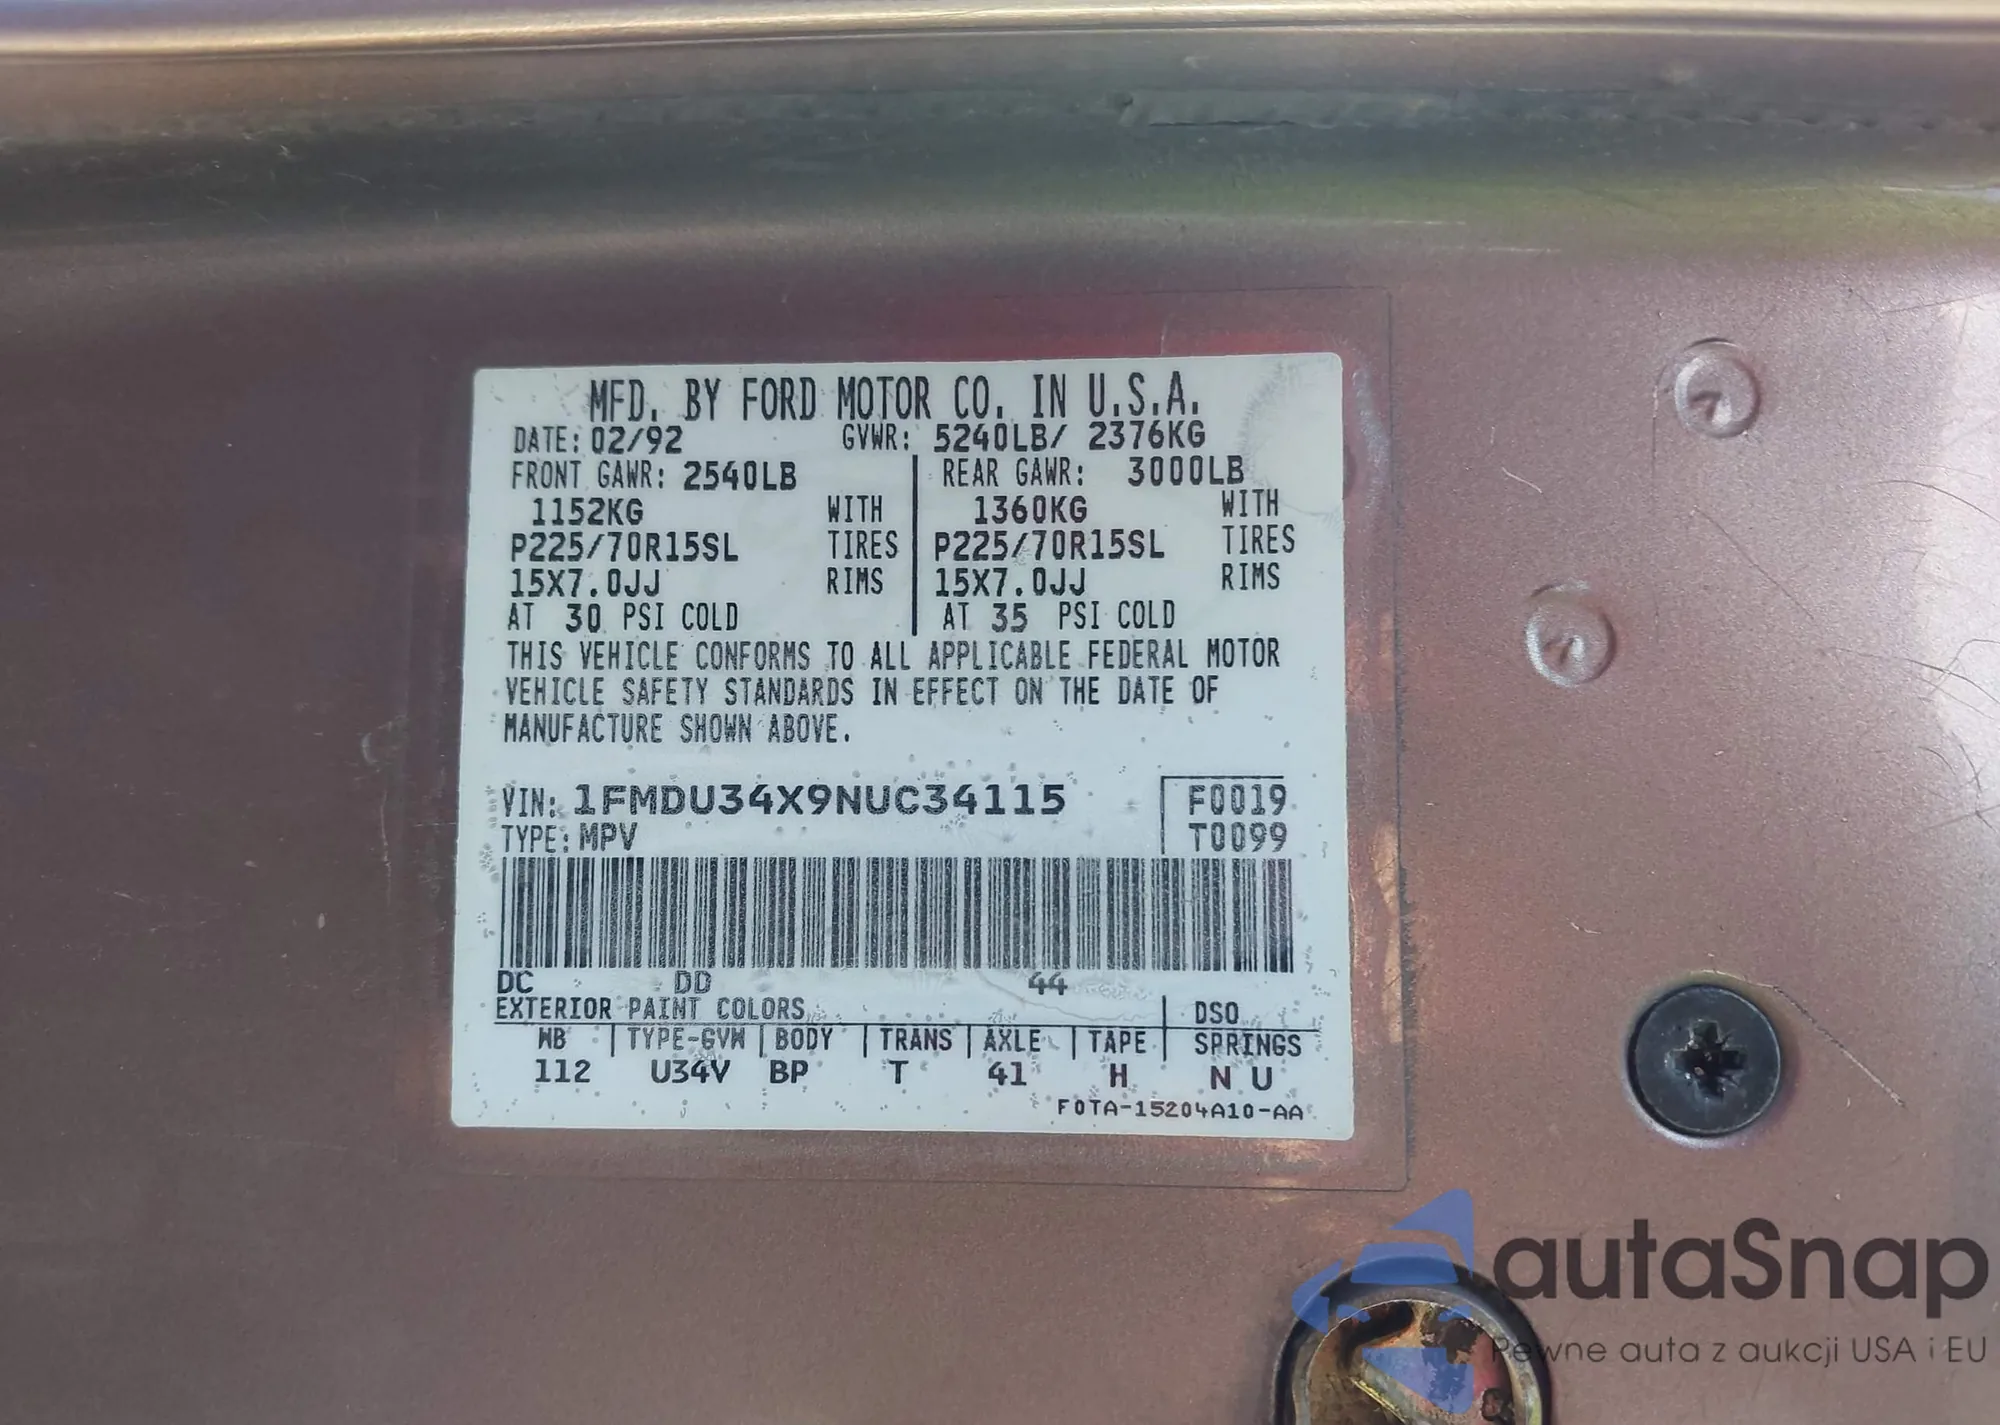 MFD. BY FORD MOTOR CO. IN U.S.A.
DATE: 02/92 GVWR: 5240LB/ 2376KG
FRONT GAWR: 2540LB REAR GAWR: 3000LB
1152KG WITH 1360KG WITH
P225/70R15SL TIRES P225/70R15SL TIRES
15X7.0JJ RIMS 15X7.0JJ RIMS
AT 30 PSI COLD AT 35 PSI COLD
THIS VEHICLE CONFORMS TO ALL APPLICABLE FEDERAL MOTOR
VEHICLE SAFETY STANDARDS IN EFFECT ON THE DATE OF
MANUFACTURE SHOWN ABOVE.
VIN: 1FMDU34X9NUC34115 F0019
TYPE: MPV T0099
DC DD 44
EXTERIOR PAINT COLORS DSO
WB TYPE-GVW BODY TRANS AXLE TAPE SPRINGS
112 U34V BP T 41 H N U
F0TA-15204A10-AA
autaSnap
Pewne auta z aukcji USA i EU